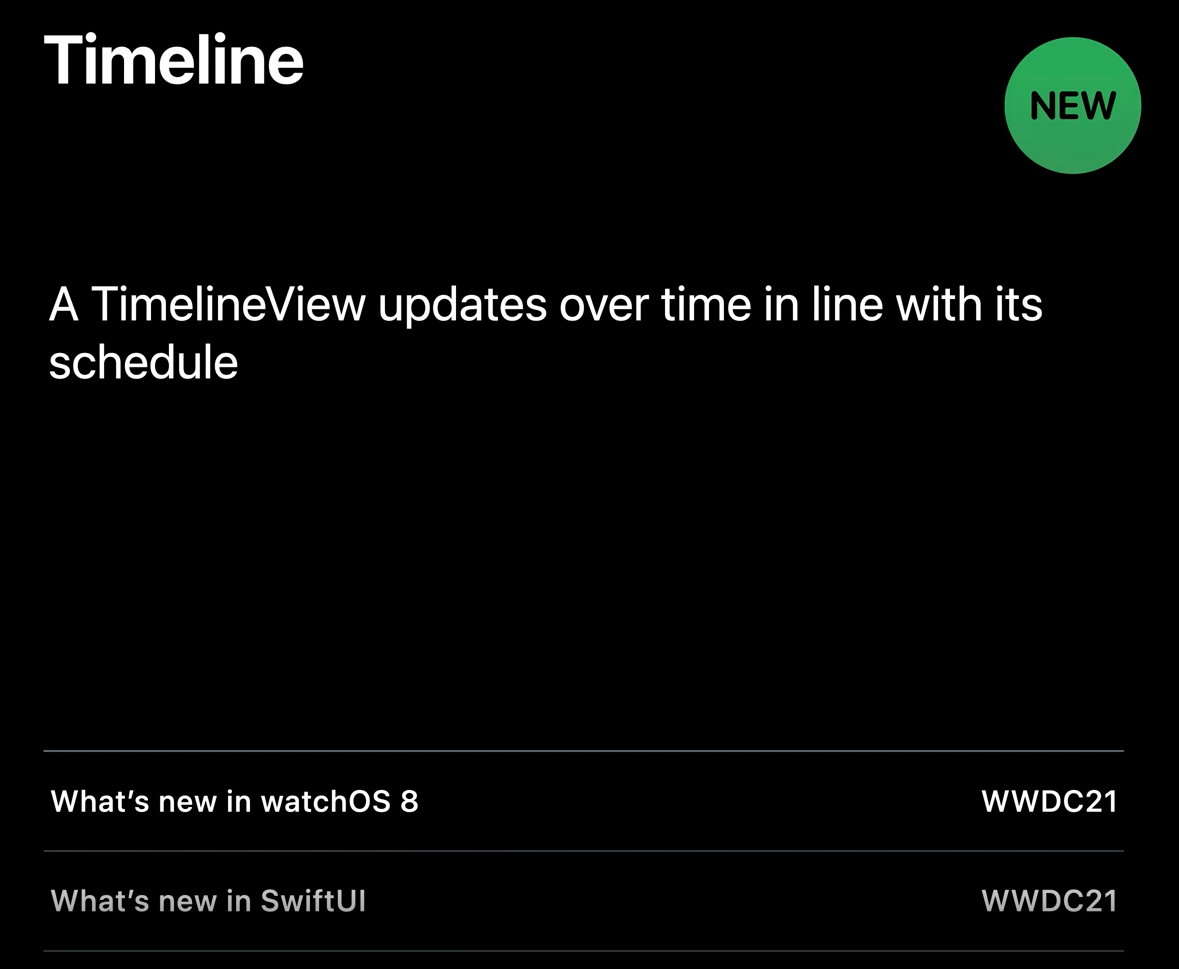 Timeline
NEW
A TimelineView updates over time in line with its
schedule
What’s new in watchOS 8 WWDC21
What’s new in SwiftUI WWDC21